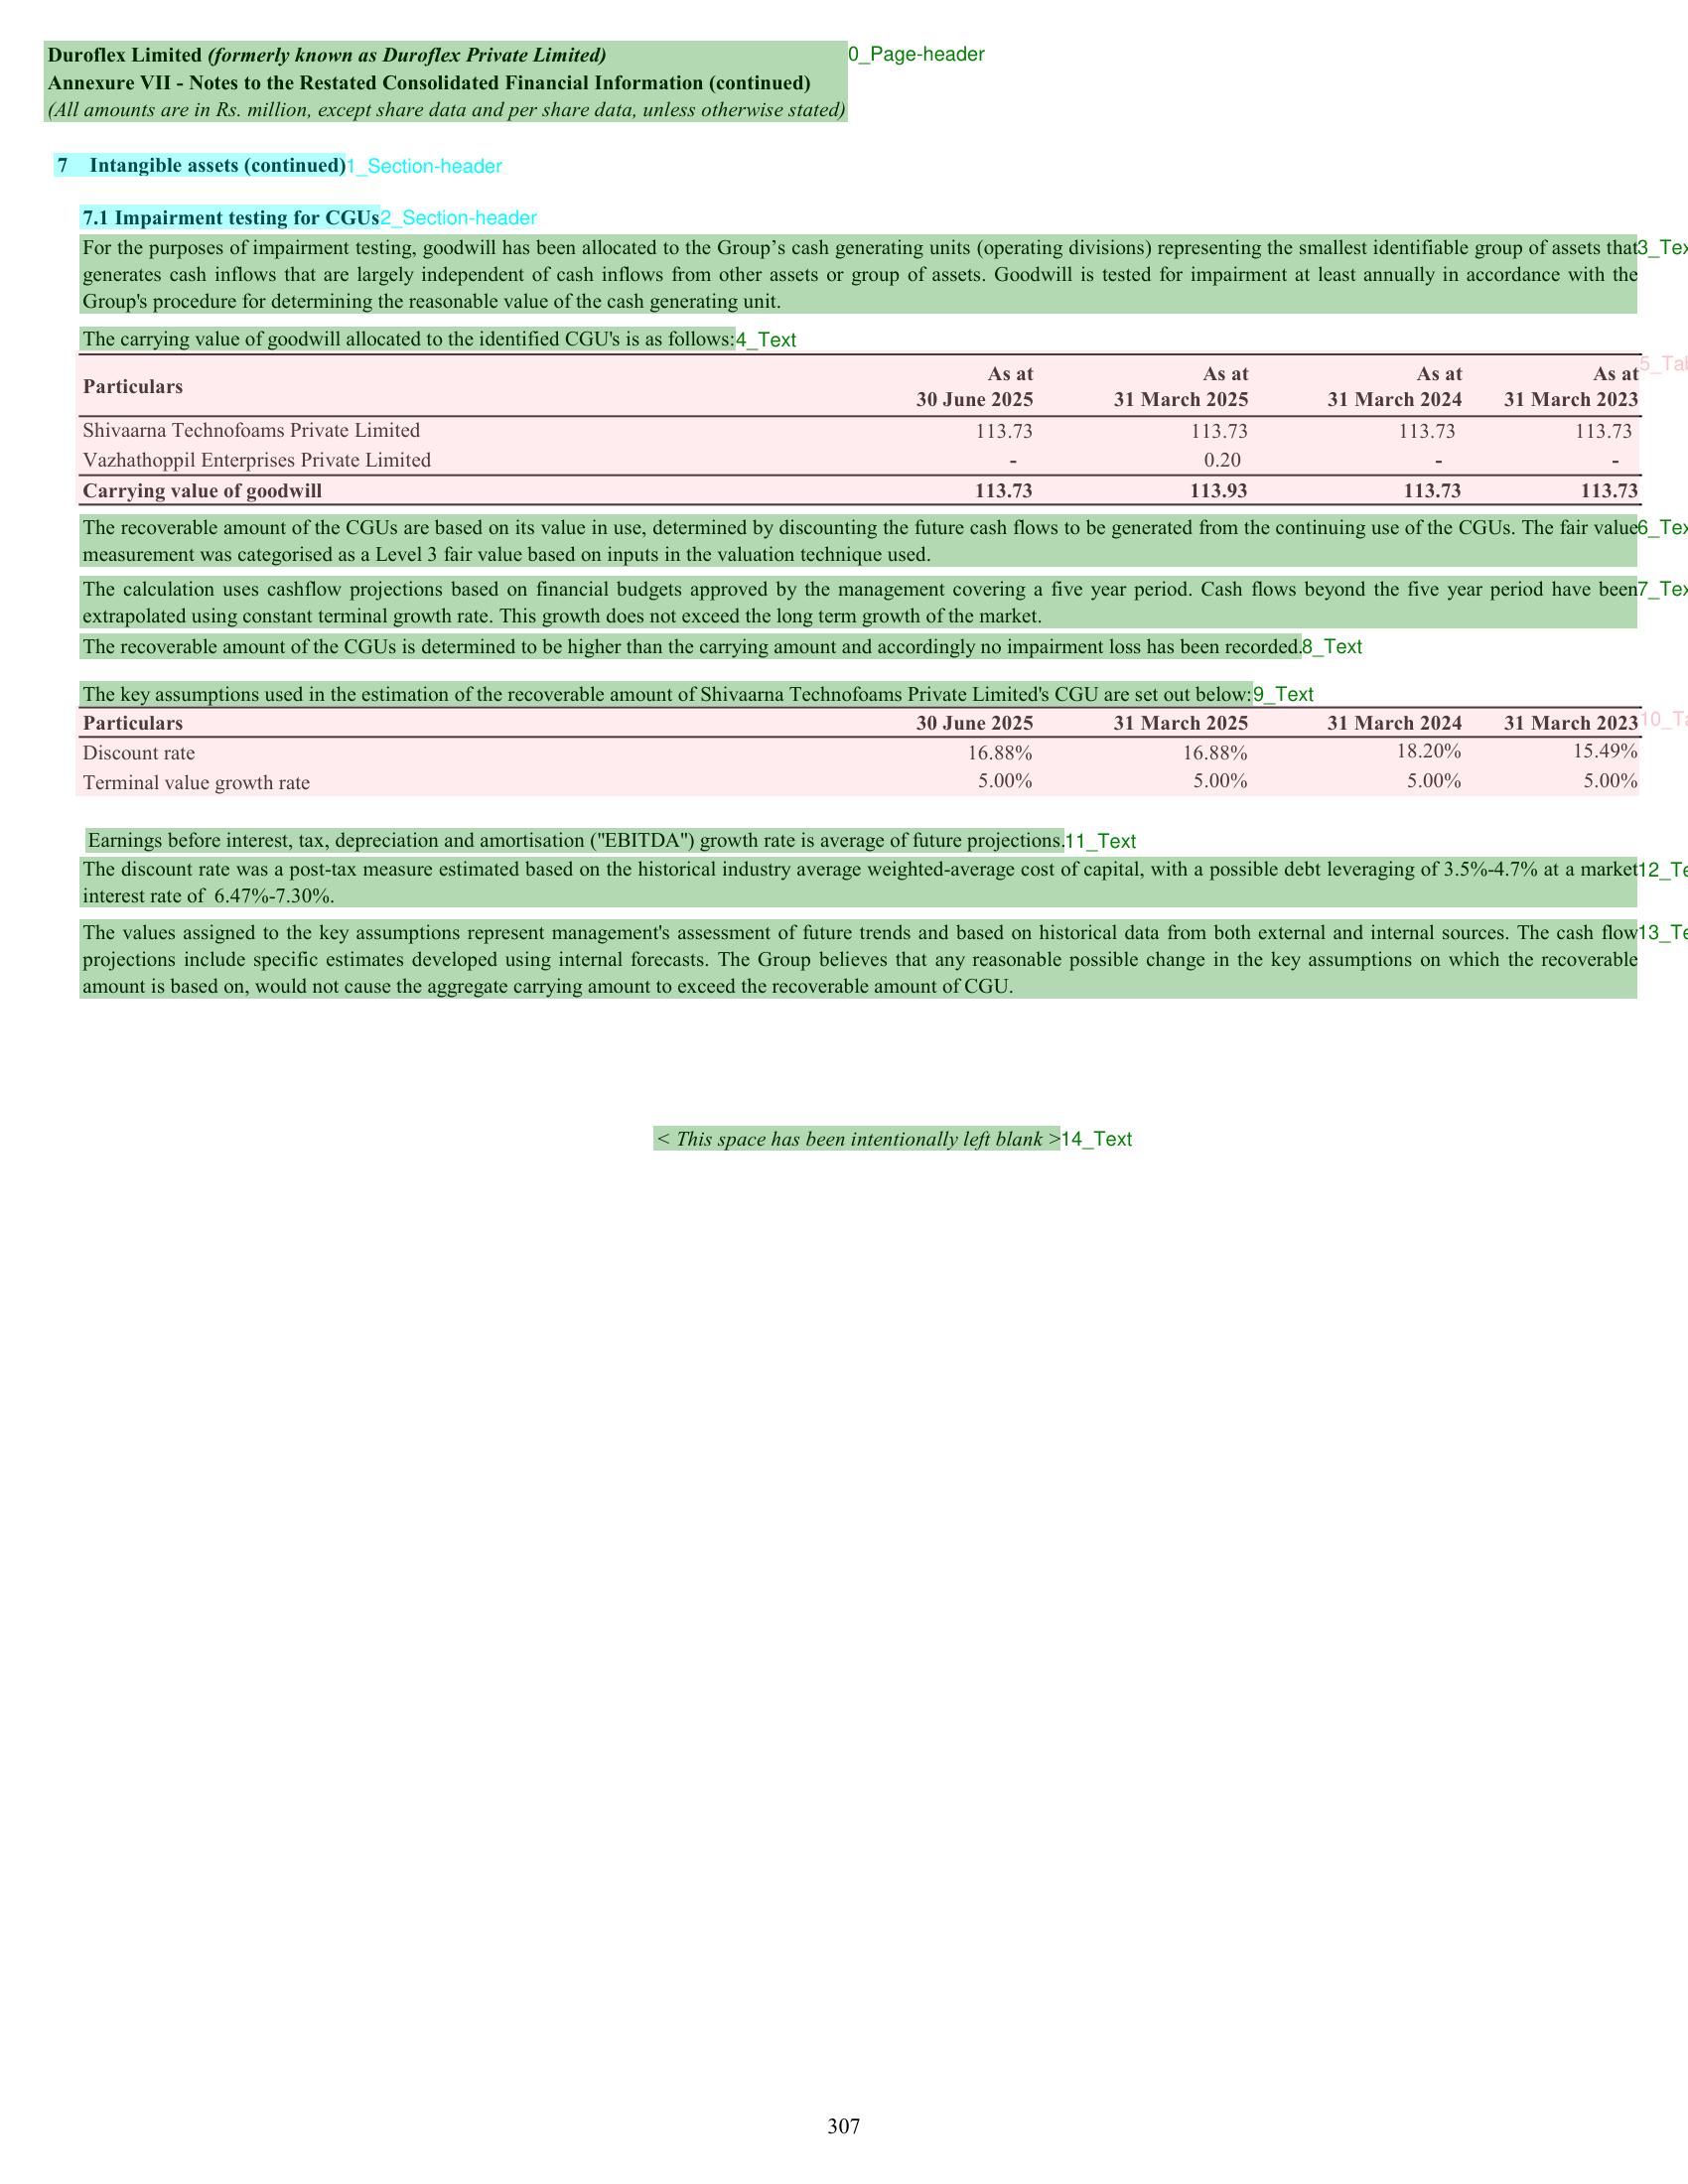 Duroflex Limited (formerly known as Duroflex Private Limited)
0_Page-header
Annexure VII - Notes to the Restated Consolidated Financial Information (continued)
(All amounts are in Rs. million, except share data and per share data, unless otherwise stated)
7 Intangible assets (continued)
1_Section-header
7.1 Impairment testing for CGUs
2_Section-header
For the purposes of impairment testing, goodwill has been allocated to the Group’s cash generating units (operating divisions) representing the smallest identifiable group of assets that
3_Tex
generates cash inflows that are largely independent of cash inflows from other assets or group of assets. Goodwill is tested for impairment at least annually in accordance with the
Group's procedure for determining the reasonable value of the cash generating unit.
The carrying value of goodwill allocated to the identified CGU's is as follows:
4_Text
5_Tab
Particulars As at 30 June 2025 As at 31 March 2025 As at 31 March 2024 As at 31 March 2023
Shivaarna Technofoams Private Limited 113.73 113.73 113.73 113.73
Vazhathoppil Enterprises Private Limited - 0.20 - -
Carrying value of goodwill 113.73 113.93 113.73 113.73
The recoverable amount of the CGUs are based on its value in use, determined by discounting the future cash flows to be generated from the continuing use of the CGUs. The fair value
6_Tex
measurement was categorised as a Level 3 fair value based on inputs in the valuation technique used.
The calculation uses cashflow projections based on financial budgets approved by the management covering a five year period. Cash flows beyond the five year period have been
7_Tex
extrapolated using constant terminal growth rate. This growth does not exceed the long term growth of the market.
The recoverable amount of the CGUs is determined to be higher than the carrying amount and accordingly no impairment loss has been recorded.
8_Text
The key assumptions used in the estimation of the recoverable amount of Shivaarna Technofoams Private Limited's CGU are set out below:
9_Text
Particulars 30 June 2025 31 March 2025 31 March 2024 31 March 2023
10_Ta
Discount rate 16.88% 16.88% 18.20% 15.49%
Terminal value growth rate 5.00% 5.00% 5.00% 5.00%
Earnings before interest, tax, depreciation and amortisation ("EBITDA") growth rate is average of future projections.
11_Text
The discount rate was a post-tax measure estimated based on the historical industry average weighted-average cost of capital, with a possible debt leveraging of 3.5%-4.7% at a market
12_Te
interest rate of 6.47%-7.30%.
The values assigned to the key assumptions represent management's assessment of future trends and based on historical data from both external and internal sources. The cash flow
13_Te
projections include specific estimates developed using internal forecasts. The Group believes that any reasonable possible change in the key assumptions on which the recoverable
amount is based on, would not cause the aggregate carrying amount to exceed the recoverable amount of CGU.
< This space has been intentionally left blank >
14_Text
307